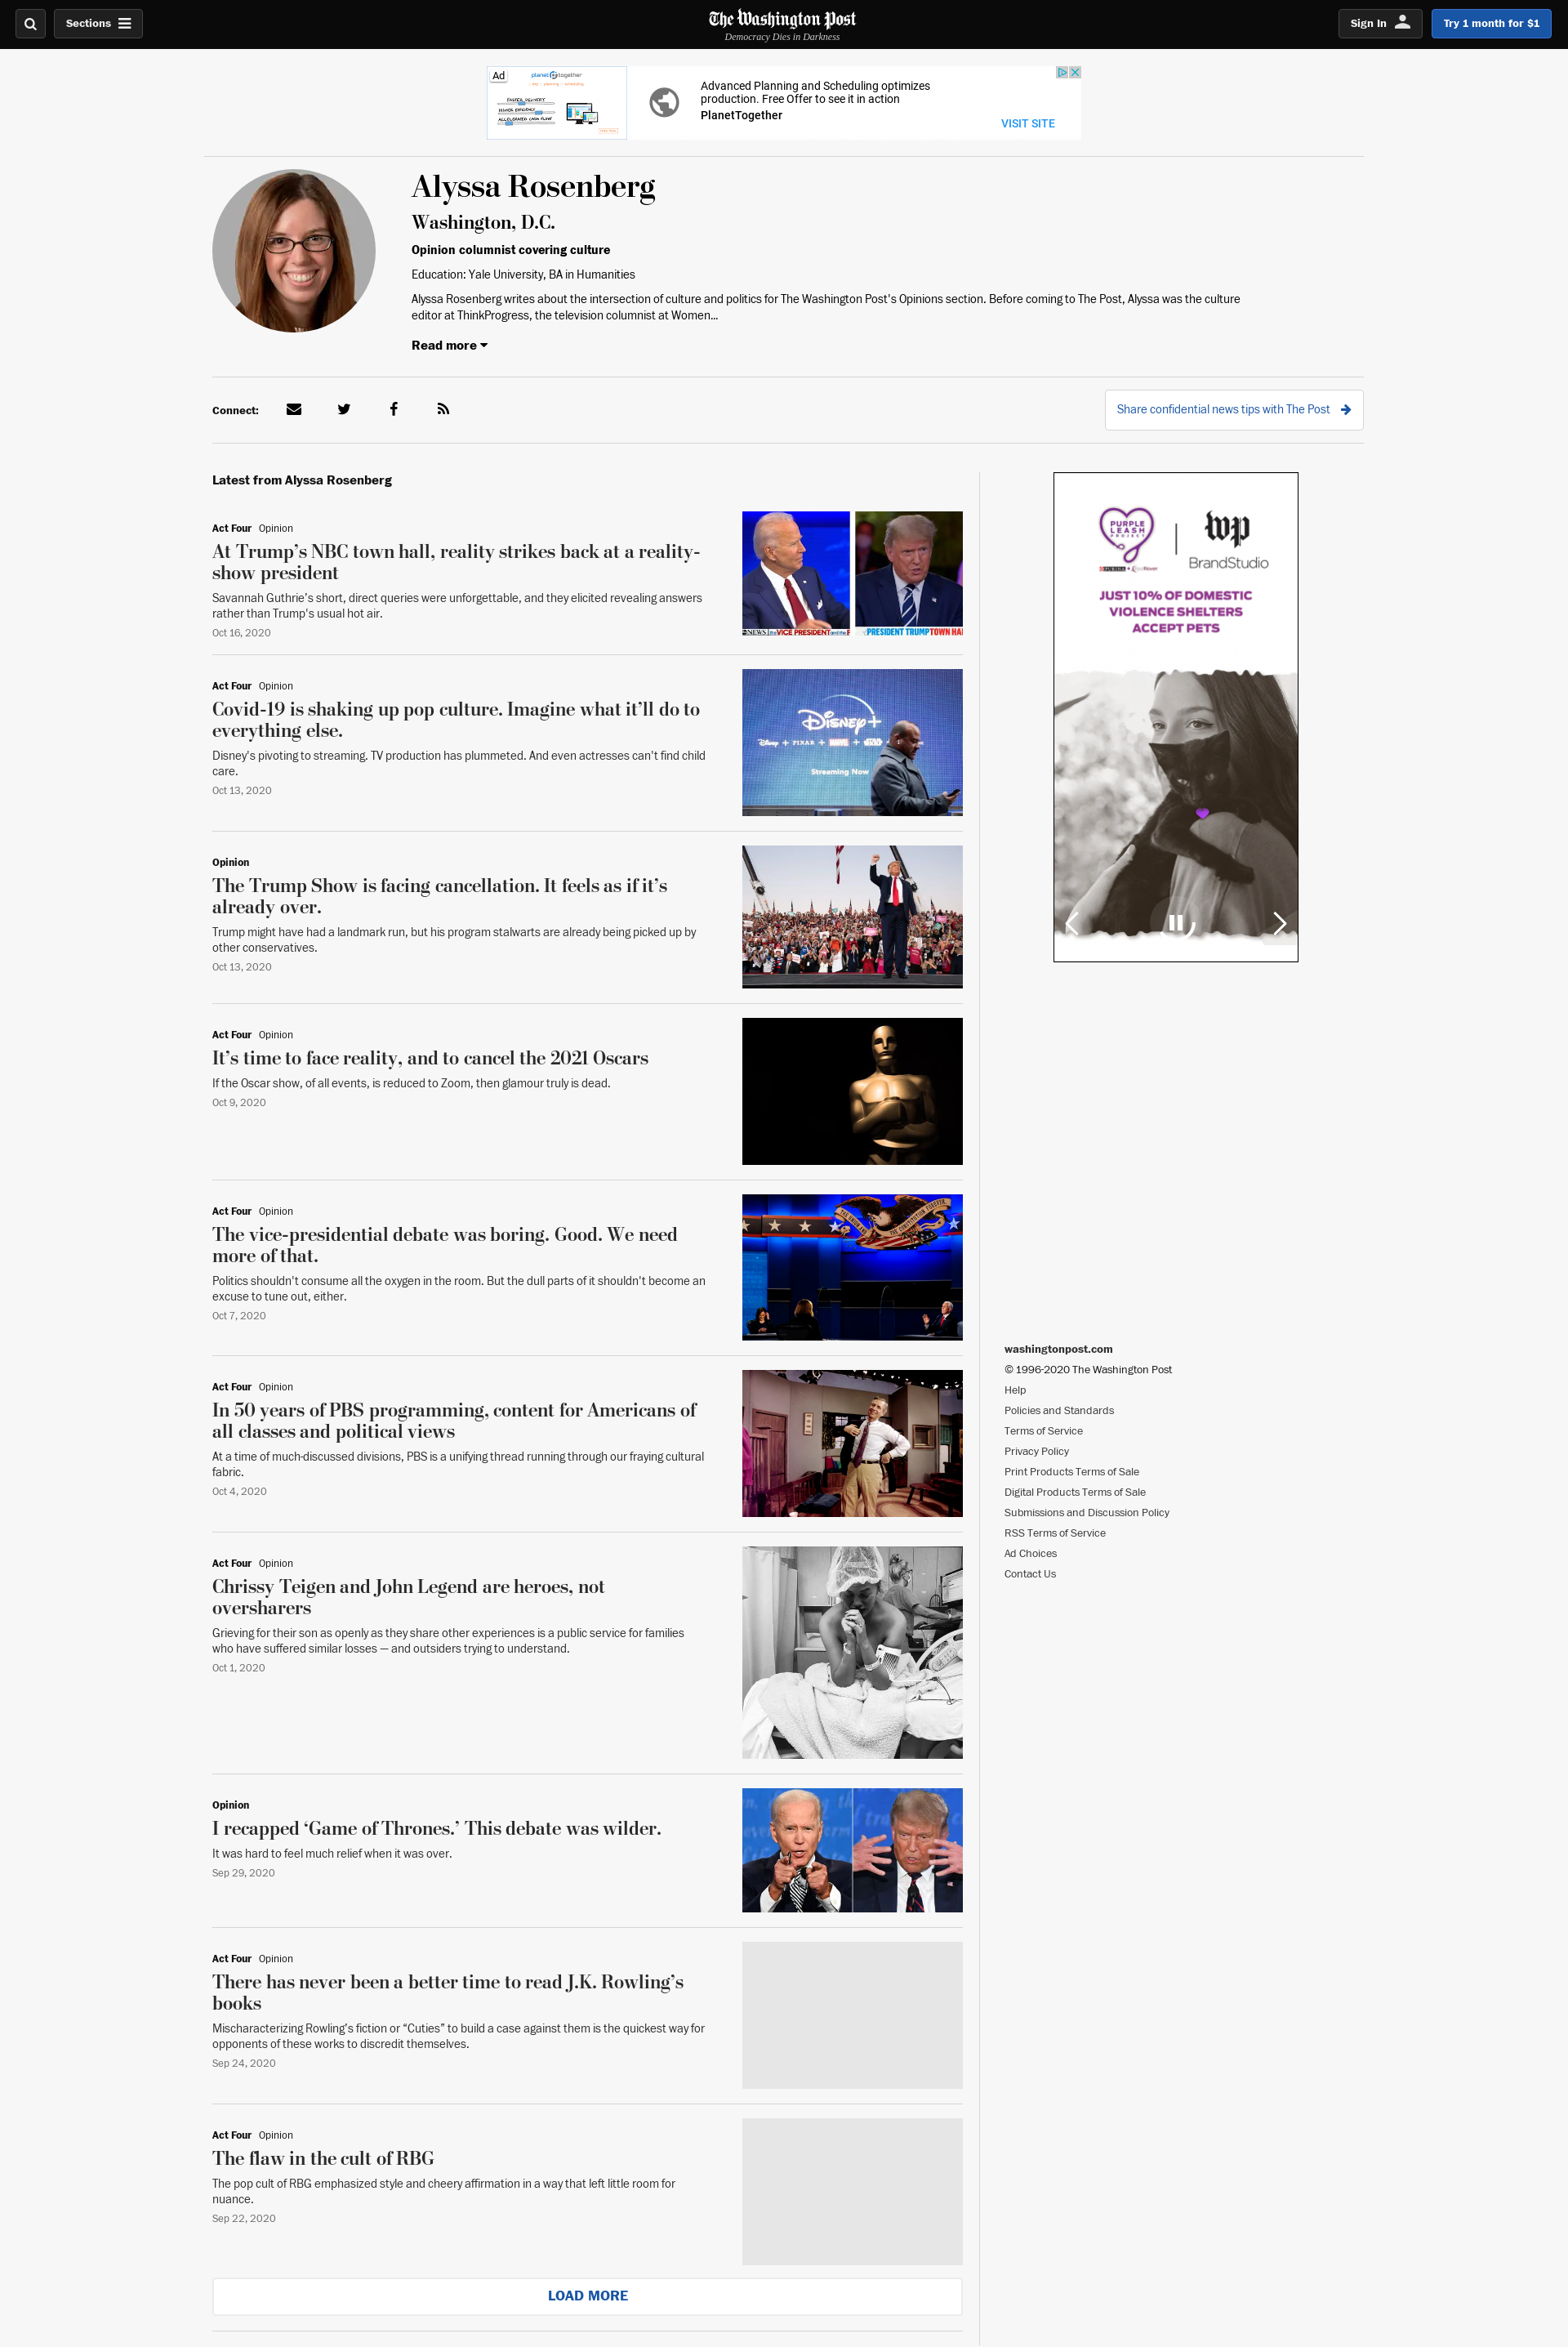 Sections
The Washington Post
Democracy Dies in Darkness
Sign In
Try 1 month for $1
Ad
planettogether
Advanced Planning and Scheduling optimizes
production. Free Offer to see it in action
PlanetTogether
VISIT SITE
Alyssa Rosenberg
Washington, D.C.
Opinion columnist covering culture
Education: Yale University, BA in Humanities
Alyssa Rosenberg writes about the intersection of culture and politics for The Washington Post's Opinions section. Before coming to The Post, Alyssa was the culture
editor at ThinkProgress, the television columnist at Women...
Read more
Connect:
Share confidential news tips with The Post
Latest from Alyssa Rosenberg
Act Four Opinion
At Trump’s NBC town hall, reality strikes back at a reality-
show president
Savannah Guthrie’s short, direct queries were unforgettable, and they elicited revealing answers
rather than Trump's usual hot air.
Oct 16, 2020
NEWS VICE PRESIDENT and the
PRESIDENT TRUMP TOWN HA
Act Four Opinion
Covid-19 is shaking up pop culture. Imagine what it’ll do to
everything else.
Disney's pivoting to streaming. TV production has plummeted. And even actresses can't find child
care.
Oct 13, 2020
Disney+
Disney + PIXAR + MARVEL + STAR
Streaming Now
Opinion
The Trump Show is facing cancellation. It feels as if it’s
already over.
Trump might have had a landmark run, but his program stalwarts are already being picked up by
other conservatives.
Oct 13, 2020
Act Four Opinion
It’s time to face reality, and to cancel the 2021 Oscars
If the Oscar show, of all events, is reduced to Zoom, then glamour truly is dead.
Oct 9, 2020
Act Four Opinion
The vice-presidential debate was boring. Good. We need
more of that.
Politics shouldn't consume all the oxygen in the room. But the dull parts of it shouldn't become an
excuse to tune out, either.
Oct 7, 2020
Act Four Opinion
In 50 years of PBS programming, content for Americans of
all classes and political views
At a time of much-discussed divisions, PBS is a unifying thread running through our fraying cultural
fabric.
Oct 4, 2020
Act Four Opinion
Chrissy Teigen and John Legend are heroes, not
oversharers
Grieving for their son as openly as they share other experiences is a public service for families
who have suffered similar losses — and outsiders trying to understand.
Oct 1, 2020
Opinion
I recapped ‘Game of Thrones.’ This debate was wilder.
It was hard to feel much relief when it was over.
Sep 29, 2020
Act Four Opinion
There has never been a better time to read J.K. Rowling’s
books
Mischaracterizing Rowling’s fiction or “Cuties” to build a case against them is the quickest way for
opponents of these works to discredit themselves.
Sep 24, 2020
Act Four Opinion
The flaw in the cult of RBG
The pop cult of RBG emphasized style and cheery affirmation in a way that left little room for
nuance.
Sep 22, 2020
LOAD MORE
PURPLE
LEASH
PROJECT
PURINA
wp
BrandStudio
JUST 10% OF DOMESTIC
VIOLENCE SHELTERS
ACCEPT PETS
washingtonpost.com
© 1996-2020 The Washington Post
Help
Policies and Standards
Terms of Service
Privacy Policy
Print Products Terms of Sale
Digital Products Terms of Sale
Submissions and Discussion Policy
RSS Terms of Service
Ad Choices
Contact Us